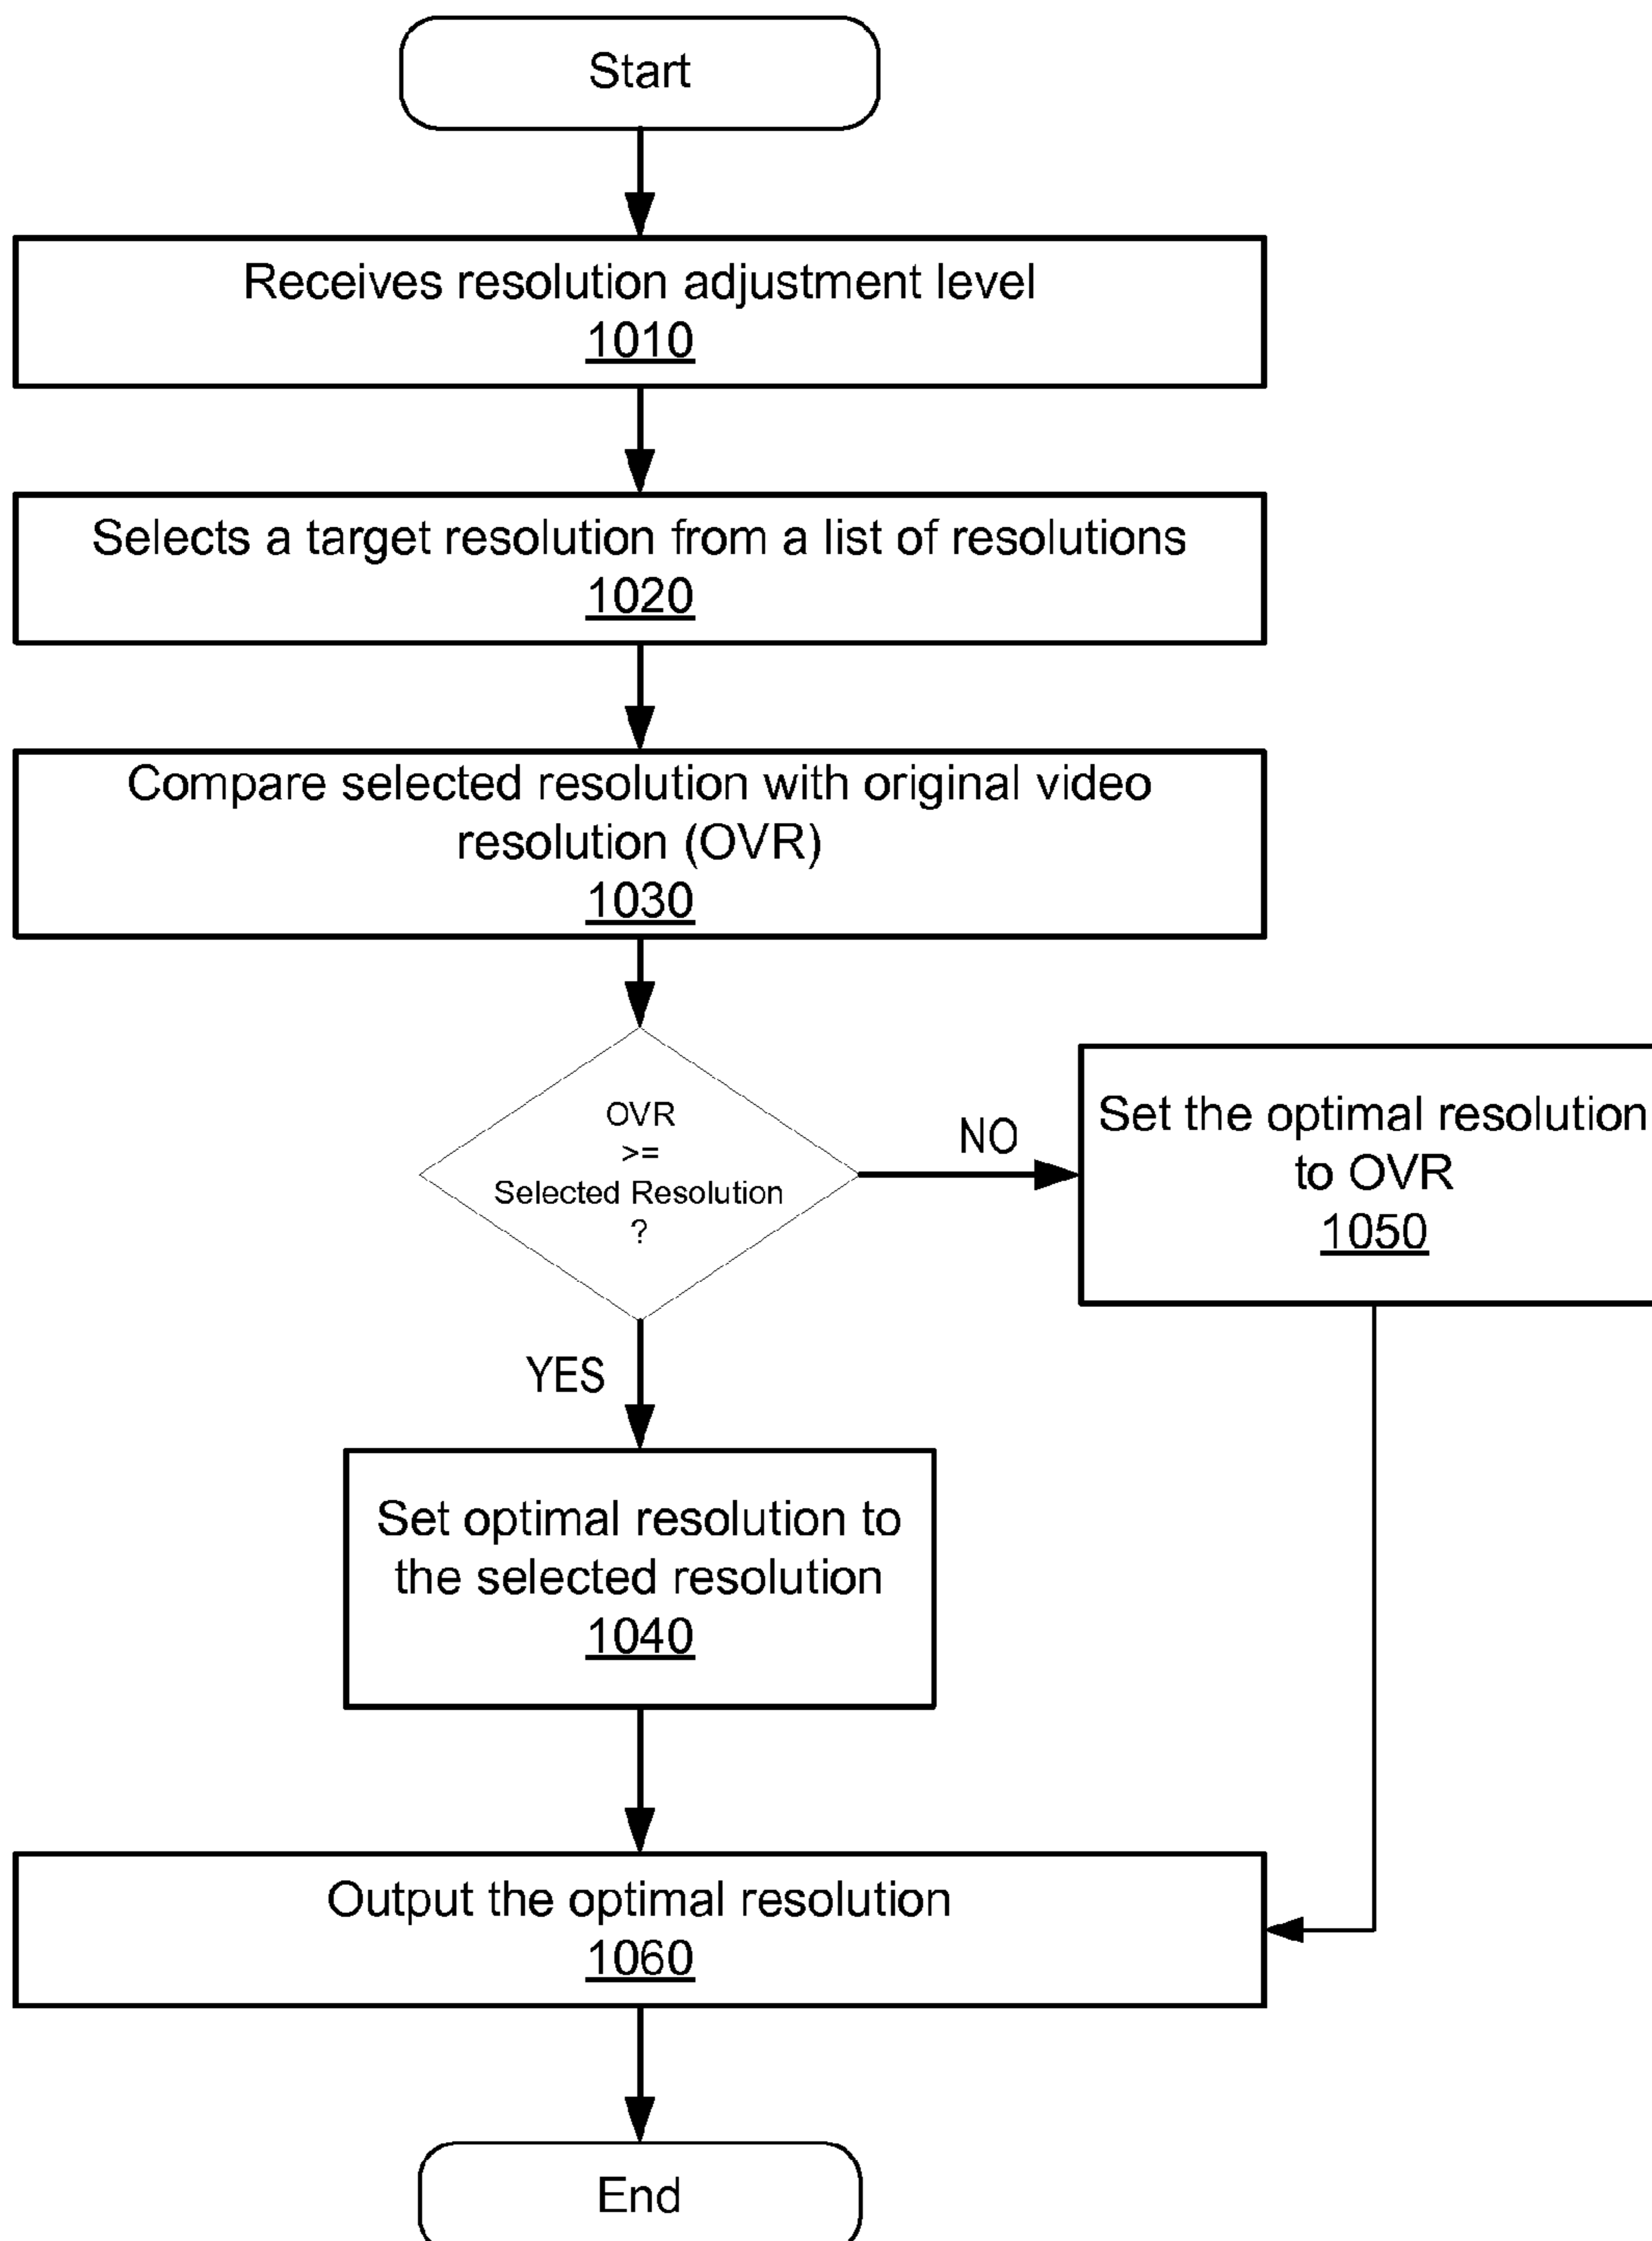 Start
Receives resolution adjustment level
1010
Selects a target resolution from a list of resolutions
1020
Compare selected resolution with original video
resolution (OVR)
1030
OVR
>=
Selected Resolution
?
NO
Set the optimal resolution
to OVR
1050
YES
Set optimal resolution to
the selected resolution
1040
Output the optimal resolution
1060
End